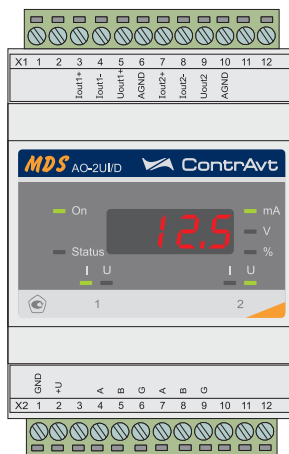 X1 1 2 3 4 5 6 7 8 9 10 11 12
Iout1+ Iout1- Uout1+ AGND Iout2+ Iout2- Uout2 AGND
MDS AO-2UI/D ContrAvt
On 12.5 mA
V
Status %
I U I U
1 2
GND +U A B G A B G
X2 1 2 3 4 5 6 7 8 9 10 11 12